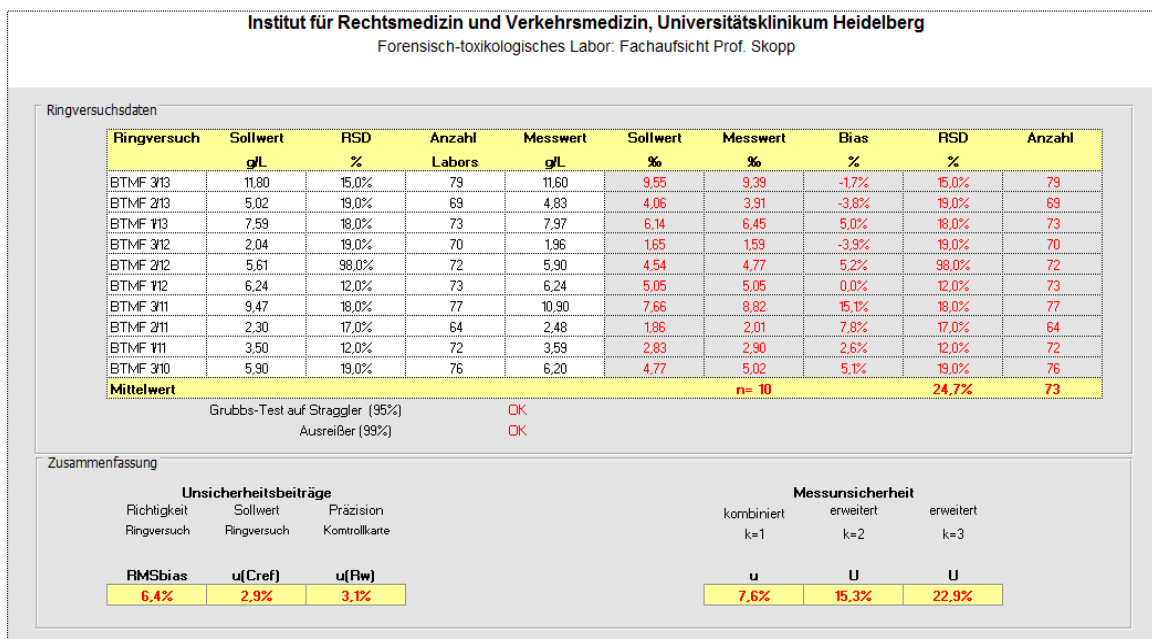 Institut für Rechtsmedizin und Verkehrsmedizin, Universitätsklinikum Heidelberg
Forensisch-toxikologisches Labor: Fachaufsicht Prof. Skopp
Ringversuchsdaten
Ringversuch Sollwert RSD Anzahl Messwert Sollwert Messwert Bias RSD Anzahl
g/L % Labors g/L ‰ ‰ % %
BTMF 3/13 11,80 15,0% 79 11,60 9,55 9,39 -1,7% 15,0% 79
BTMF 2/13 5,02 19,0% 69 4,83 4,06 3,91 -3,8% 19,0% 69
BTMF 1/13 7,59 18,0% 73 7,97 6,14 6,45 5,0% 18,0% 73
BTMF 3/12 2,04 19,0% 70 1,96 1,65 1,59 -3,9% 19,0% 70
BTMF 2/12 5,61 98,0% 72 5,90 4,54 4,77 5,2% 98,0% 72
BTMF 1/12 6,24 12,0% 73 6,24 5,05 5,05 0,0% 12,0% 73
BTMF 3/11 9,47 18,0% 77 10,90 7,66 8,82 15,1% 18,0% 77
BTMF 2/11 2,30 17,0% 64 2,48 1,86 2,01 7,8% 17,0% 64
BTMF 1/11 3,50 12,0% 72 3,59 2,83 2,90 2,6% 12,0% 72
BTMF 3/10 5,90 19,0% 76 6,20 4,77 5,02 5,1% 19,0% 76
Mittelwert n= 10 24,7% 73
Grubbs-Test auf Straggler (95%) OK
Ausreißer (99%) OK
Zusammenfassung
Unsicherheitsbeiträge Messunsicherheit
Richtigkeit Sollwert Präzision kombiniert erweitert erweitert
Ringversuch Ringversuch Komtrollkarte k=1 k=2 k=3
RMSbias u(Cref) u(Rw) u U U
6,4% 2,9% 3,1% 7,6% 15,3% 22,9%